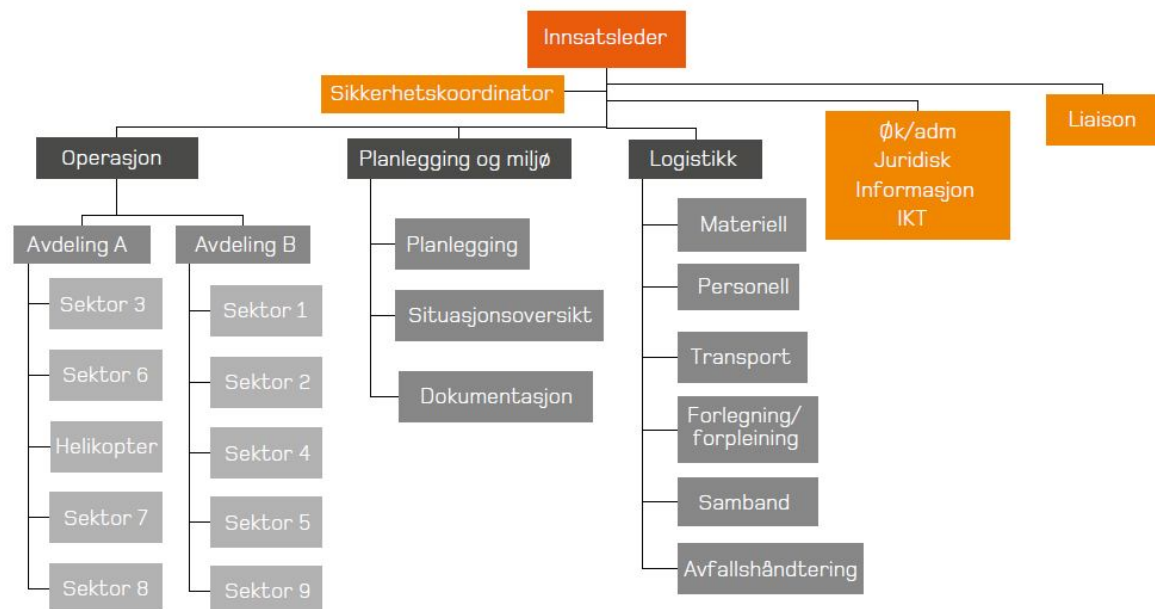 Innsatsleder
Sikkerhetskoordinator
Liaison
Øk/adm
Juridisk
Informasjon
IKT
Operasjon
Planlegging og miljø
Logistikk
Avdeling A
Avdeling B
Sektor 3
Sektor 6
Helikopter
Sektor 7
Sektor 8
Sektor 1
Sektor 2
Sektor 4
Sektor 5
Sektor 9
Planlegging
Situasjonsoversikt
Dokumentasjon
Materiell
Personell
Transport
Forlegning/
forpleining
Samband
Avfallshåndtering